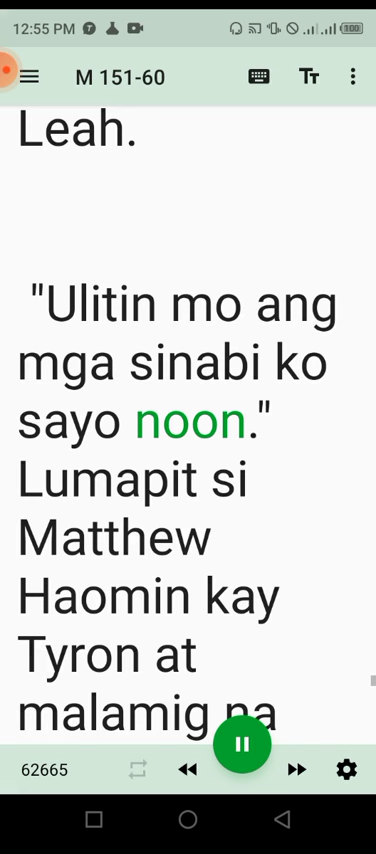 12:55 PM
100
M 151-60
Leah.
"Ulitin mo ang
mga sinabi ko
sayo noon."
Lumapit si
Matthew
Haomin kay
Tyron at
malamig na
62665